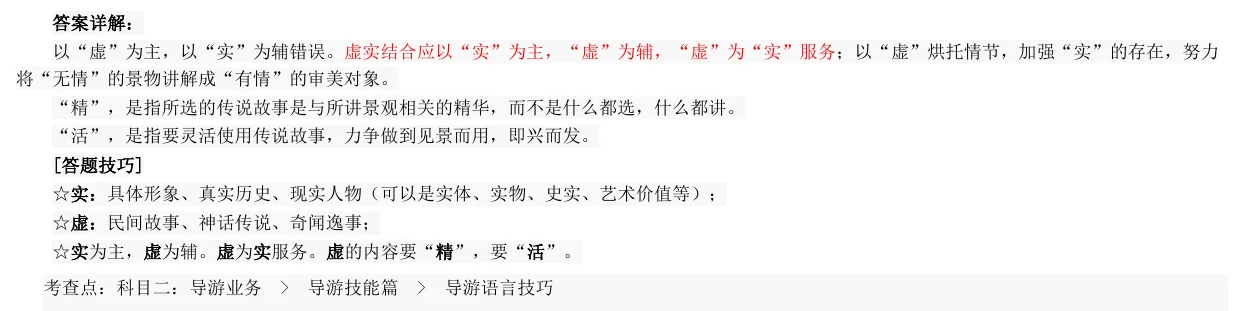 答案详解：
以“虚”为主，以“实”为辅错误。虚实结合应以“实”为主，“虚”为辅，“虚”为“实”服务；以“虚”烘托情节，加强“实”的存在，努力
将“无情”的景物讲解成“有情”的审美对象。
“精”，是指所选的传说故事是与所讲景观相关的精华，而不是什么都选，什么都讲。
“活”，是指要灵活使用传说故事，力争做到见景而用，即兴而发。
[答题技巧]
☆实：具体形象、真实历史、现实人物（可以是实体、实物、史实、艺术价值等）；
☆虚：民间故事、神话传说、奇闻逸事；
☆实为主，虚为辅。虚为实服务。虚的内容要“精”，要“活”。
考查点：科目二：导游业务 > 导游技能篇 > 导游语言技巧